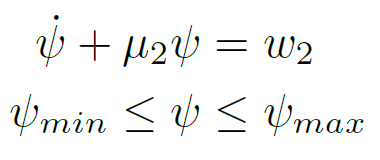 ψ̇ + μ₂ψ = w₂
ψ_min ≤ ψ ≤ ψ_max